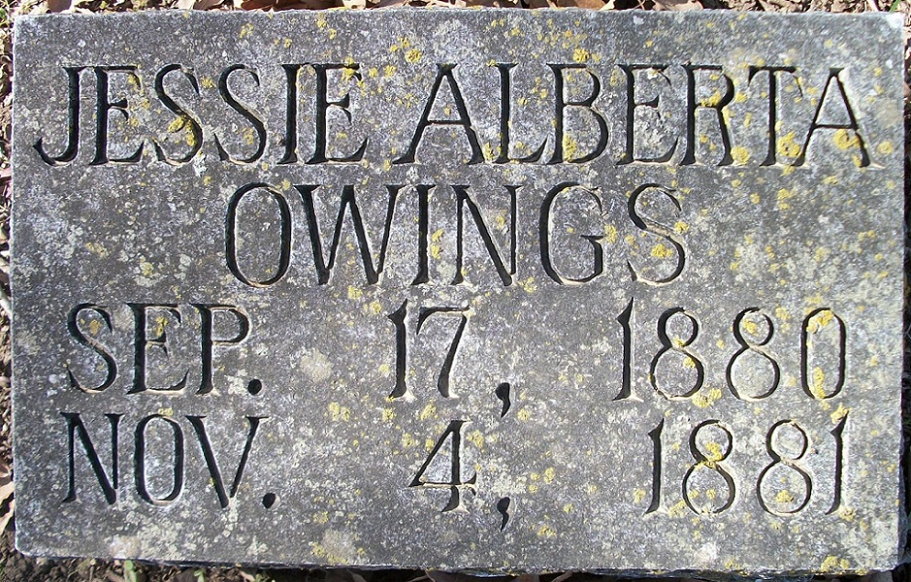 JESSIE ALBERTA
OWINGS
SEP. 17, 1880
NOV. 4, 1881